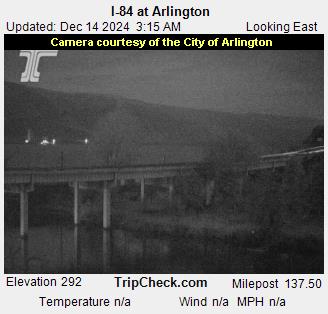 I-84 at Arlington
Updated: Dec 14 2024 3:15 AM Looking East
Camera courtesy of the City of Arlington
Elevation 292 TripCheck.com Milepost 137.50
Temperature n/a Wind n/a MPH n/a